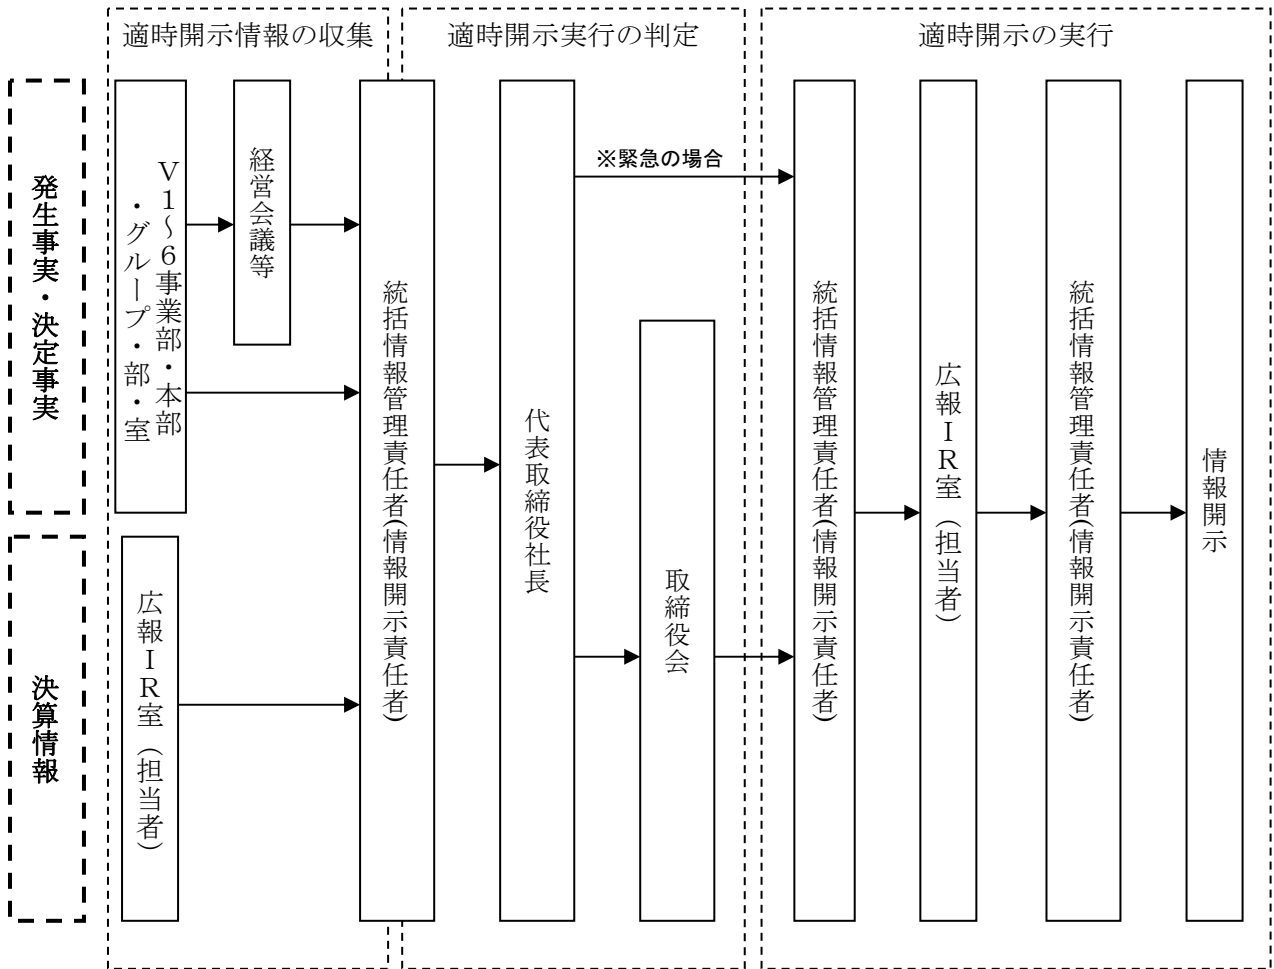 適時開示情報の収集
適時開示実行の判定
適時開示の実行
発生事実・決定事実
決算情報
V1～6事業部・本部
・グループ・部・室
経営会議等
広報IR室（担当者）
統括情報管理責任者(情報開示責任者)
代表取締役社長
※緊急の場合
取締役会
統括情報管理責任者(情報開示責任者)
広報IR室（担当者）
統括情報管理責任者(情報開示責任者)
情報開示